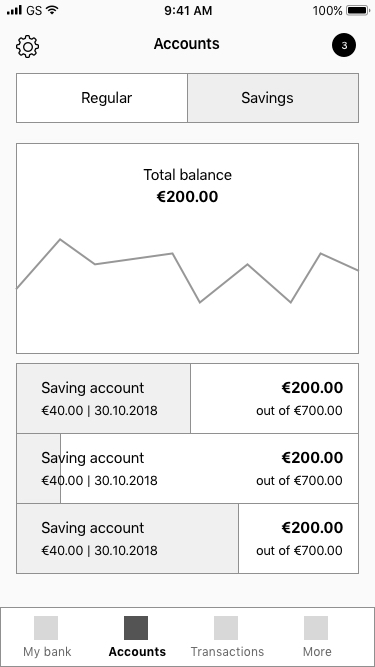 GS 9:41 AM 100%
Accounts 3
Regular Savings
Total balance
€200.00
Saving account €200.00
€40.00 | 30.10.2018 out of €700.00
Saving account €200.00
€40.00 | 30.10.2018 out of €700.00
Saving account €200.00
€40.00 | 30.10.2018 out of €700.00
My bank Accounts Transactions More